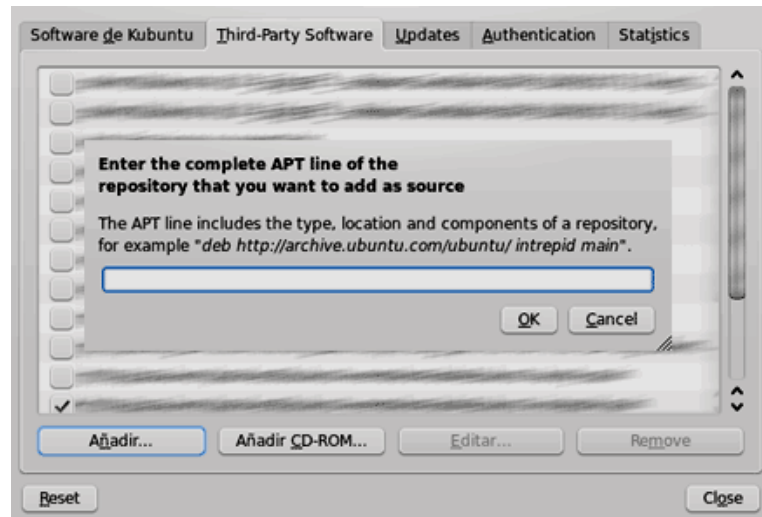 Software de Kubuntu Third-Party Software Updates Authentication Statistics
Enter the complete APT line of the
repository that you want to add as source
The APT line includes the type, location and components of a repository,
for example "deb http://archive.ubuntu.com/ubuntu/ intrepid main".
OK Cancel
Añadir... Añadir CD-ROM... Editar... Remove
Reset Close